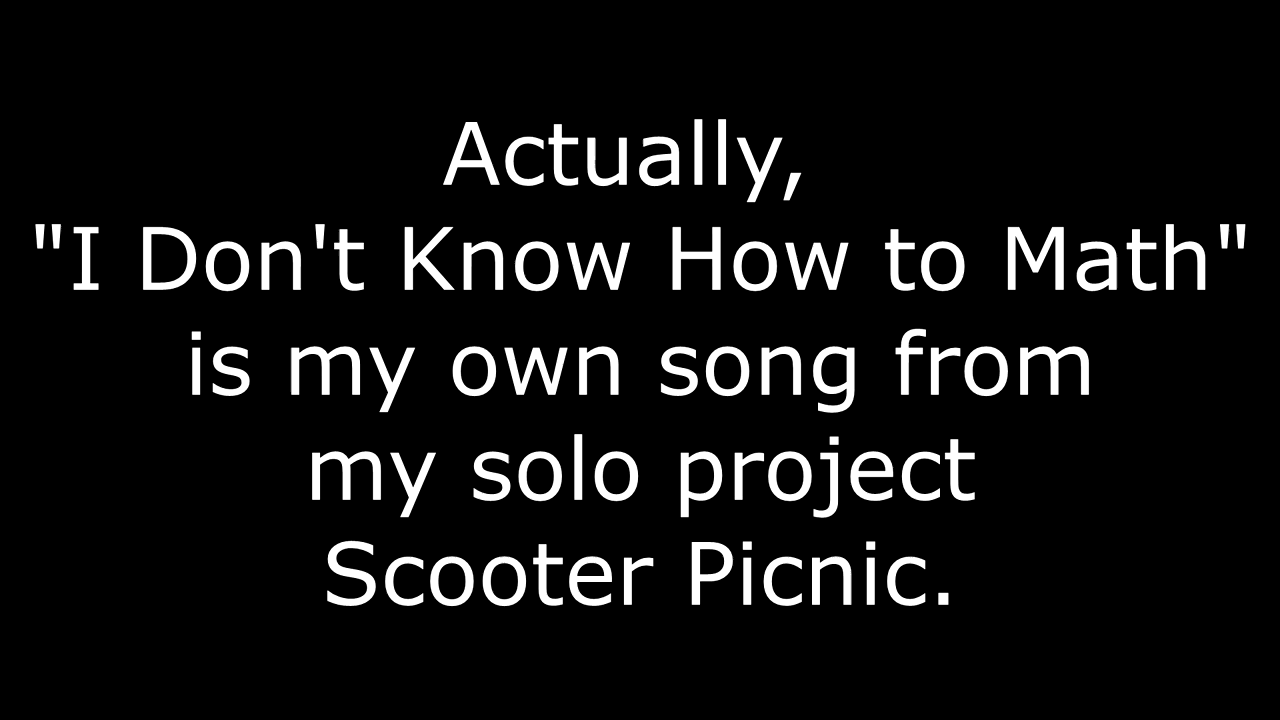 Actually,
"I Don't Know How to Math"
is my own song from
my solo project
Scooter Picnic.